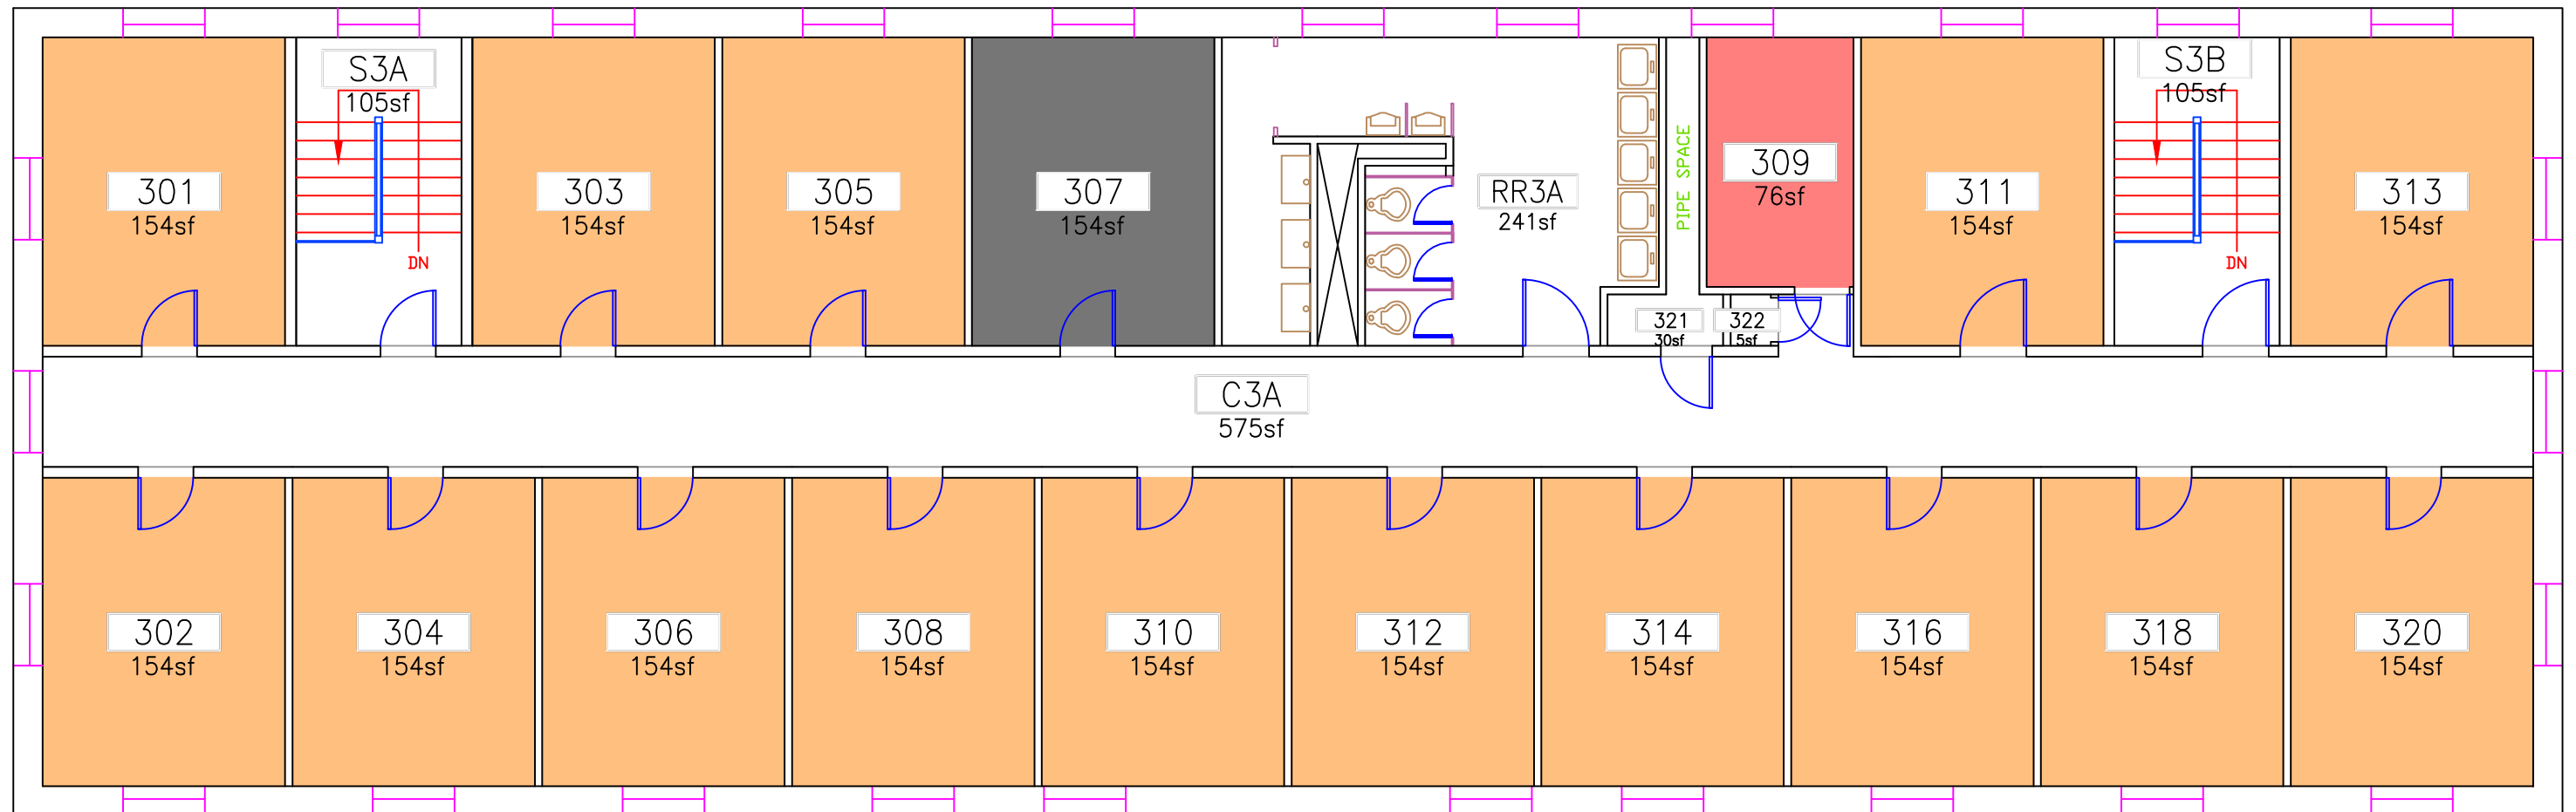 301
154sf
S3A
105sf
DN
303
154sf
305
154sf
307
154sf
RR3A
241sf
PIPE SPACE
309
76sf
311
154sf
S3B
105sf
DN
313
154sf
321
30sf
322
5sf
C3A
575sf
302
154sf
304
154sf
306
154sf
308
154sf
310
154sf
312
154sf
314
154sf
316
154sf
318
154sf
320
154sf